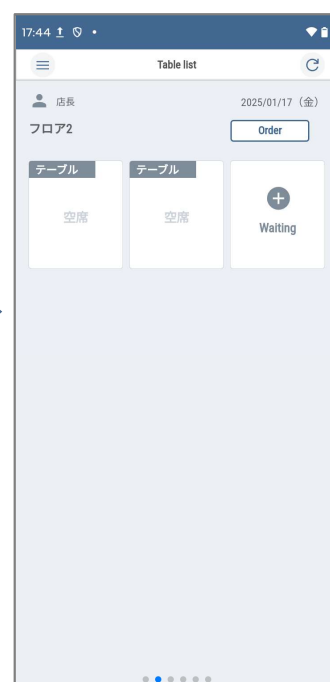 17:44
Table list
店長
2025/01/17（金）
フロア2
Order
テーブル
テーブル
空席
空席
Waiting